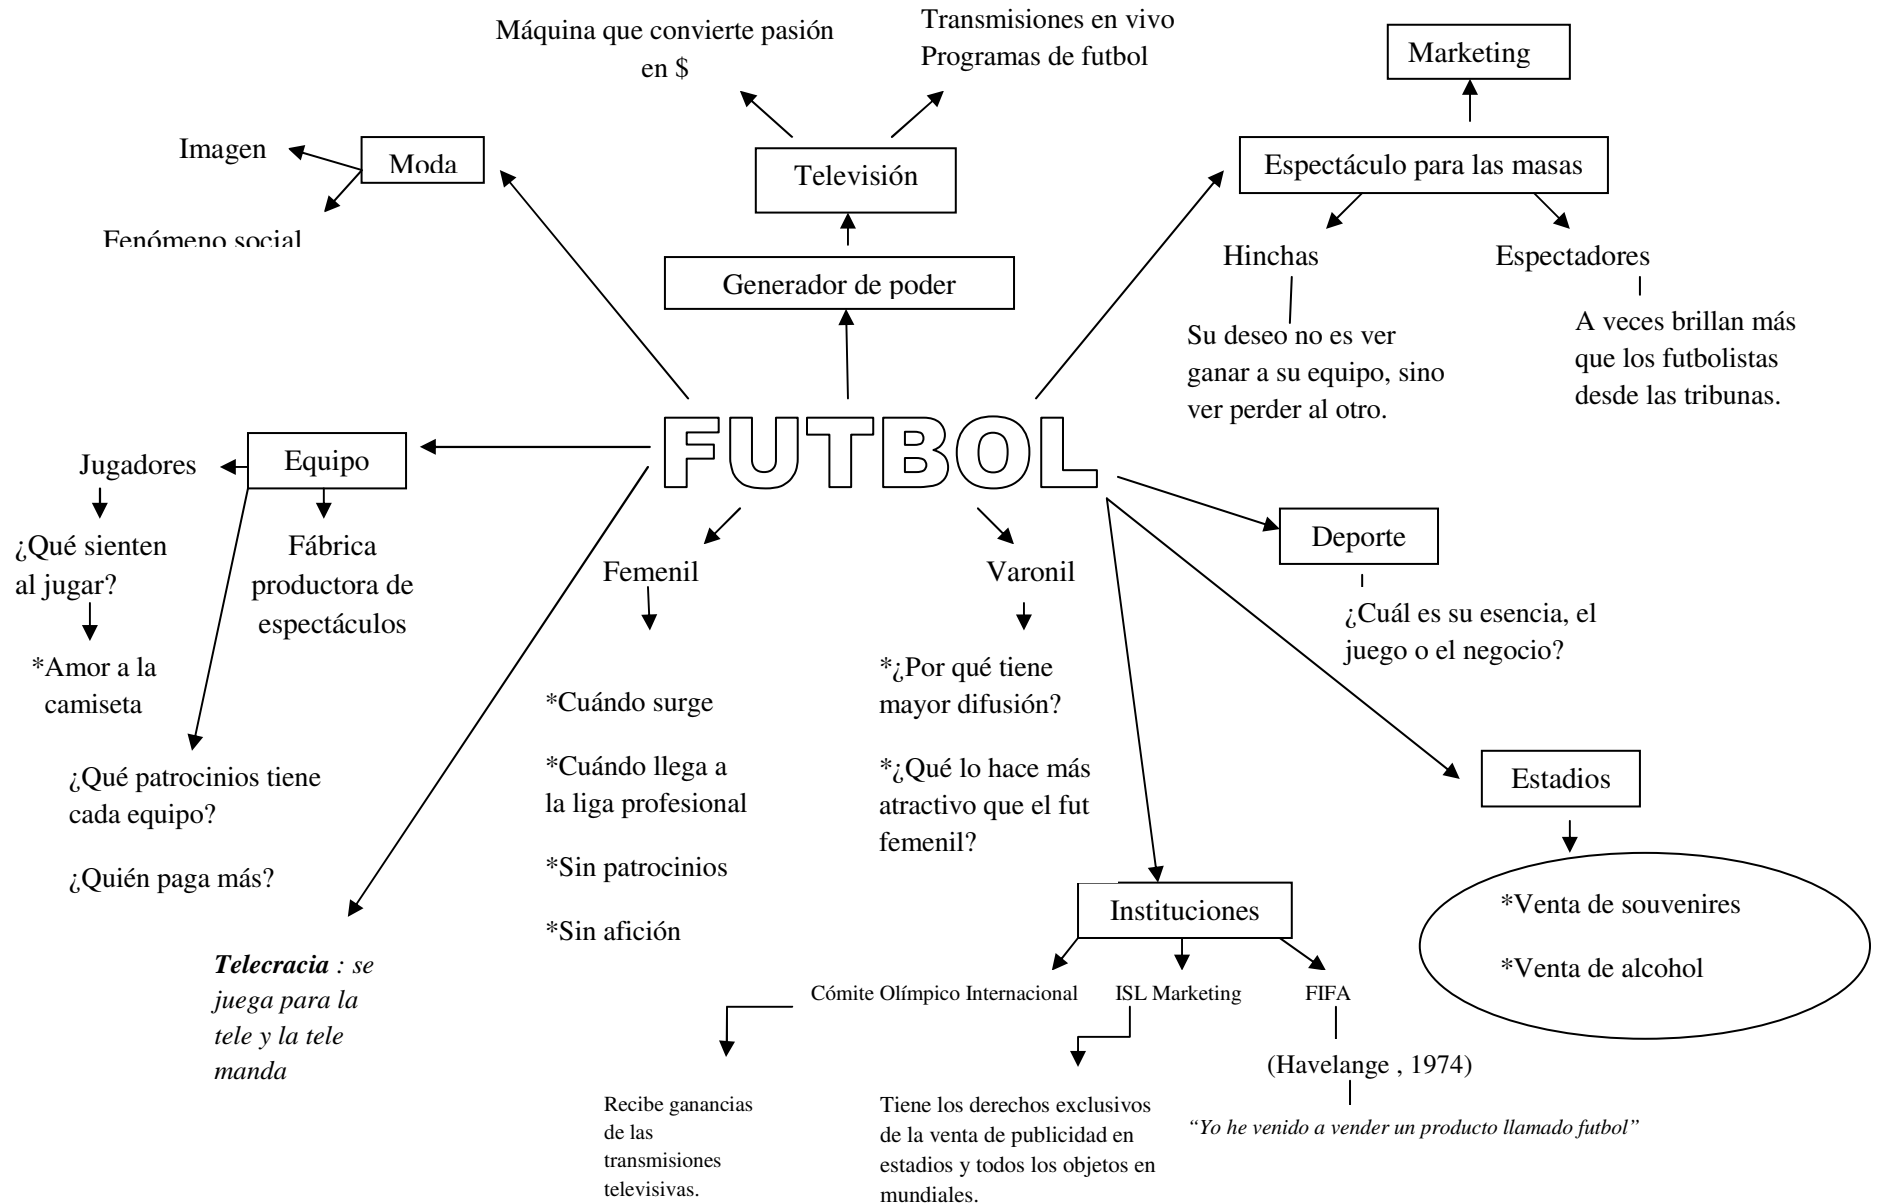 Máquina que convierte pasión
en $
Transmisiones en vivo
Programas de futbol
Marketing
Imagen
Moda
Televisión
Espectáculo para las masas
Fenómeno social
Generador de poder
Hinchas
Espectadores
Su deseo no es ver
ganar a su equipo, sino
ver perder al otro.
A veces brillan más
que los futbolistas
desde las tribunas.
FUTBOL
Jugadores
Equipo
¿Qué sienten
al jugar?
Fábrica
productora de
espectáculos
*Amor a la
camiseta
¿Qué patrocinios tiene
cada equipo?
¿Quién paga más?
Telecracia : se
juega para la
tele y la tele
manda
Femenil
*Cuándo surge
*Cuándo llega a
la liga profesional
*Sin patrocinios
*Sin afición
Varonil
*¿Por qué tiene
mayor difusión?
*¿Qué lo hace más
atractivo que el fut
femenil?
Deporte
¿Cuál es su esencia, el
juego o el negocio?
Estadios
*Venta de souvenires
*Venta de alcohol
Instituciones
Cómite Olímpico Internacional
ISL Marketing
FIFA
(Havelange , 1974)
Recibe ganancias
de las
transmisiones
televisivas.
Tiene los derechos exclusivos
de la venta de publicidad en
estadios y todos los objetos en
mundiales.
“Yo he venido a vender un producto llamado futbol”